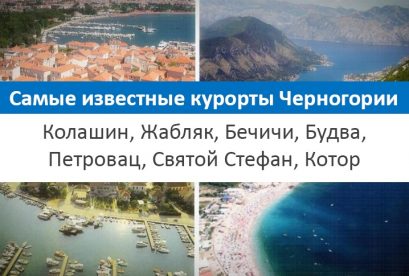 Самые известные курорты Черногории
Колашин, Жабляк, Бечичи, Будва,
Петровац, Святой Стефан, Котор